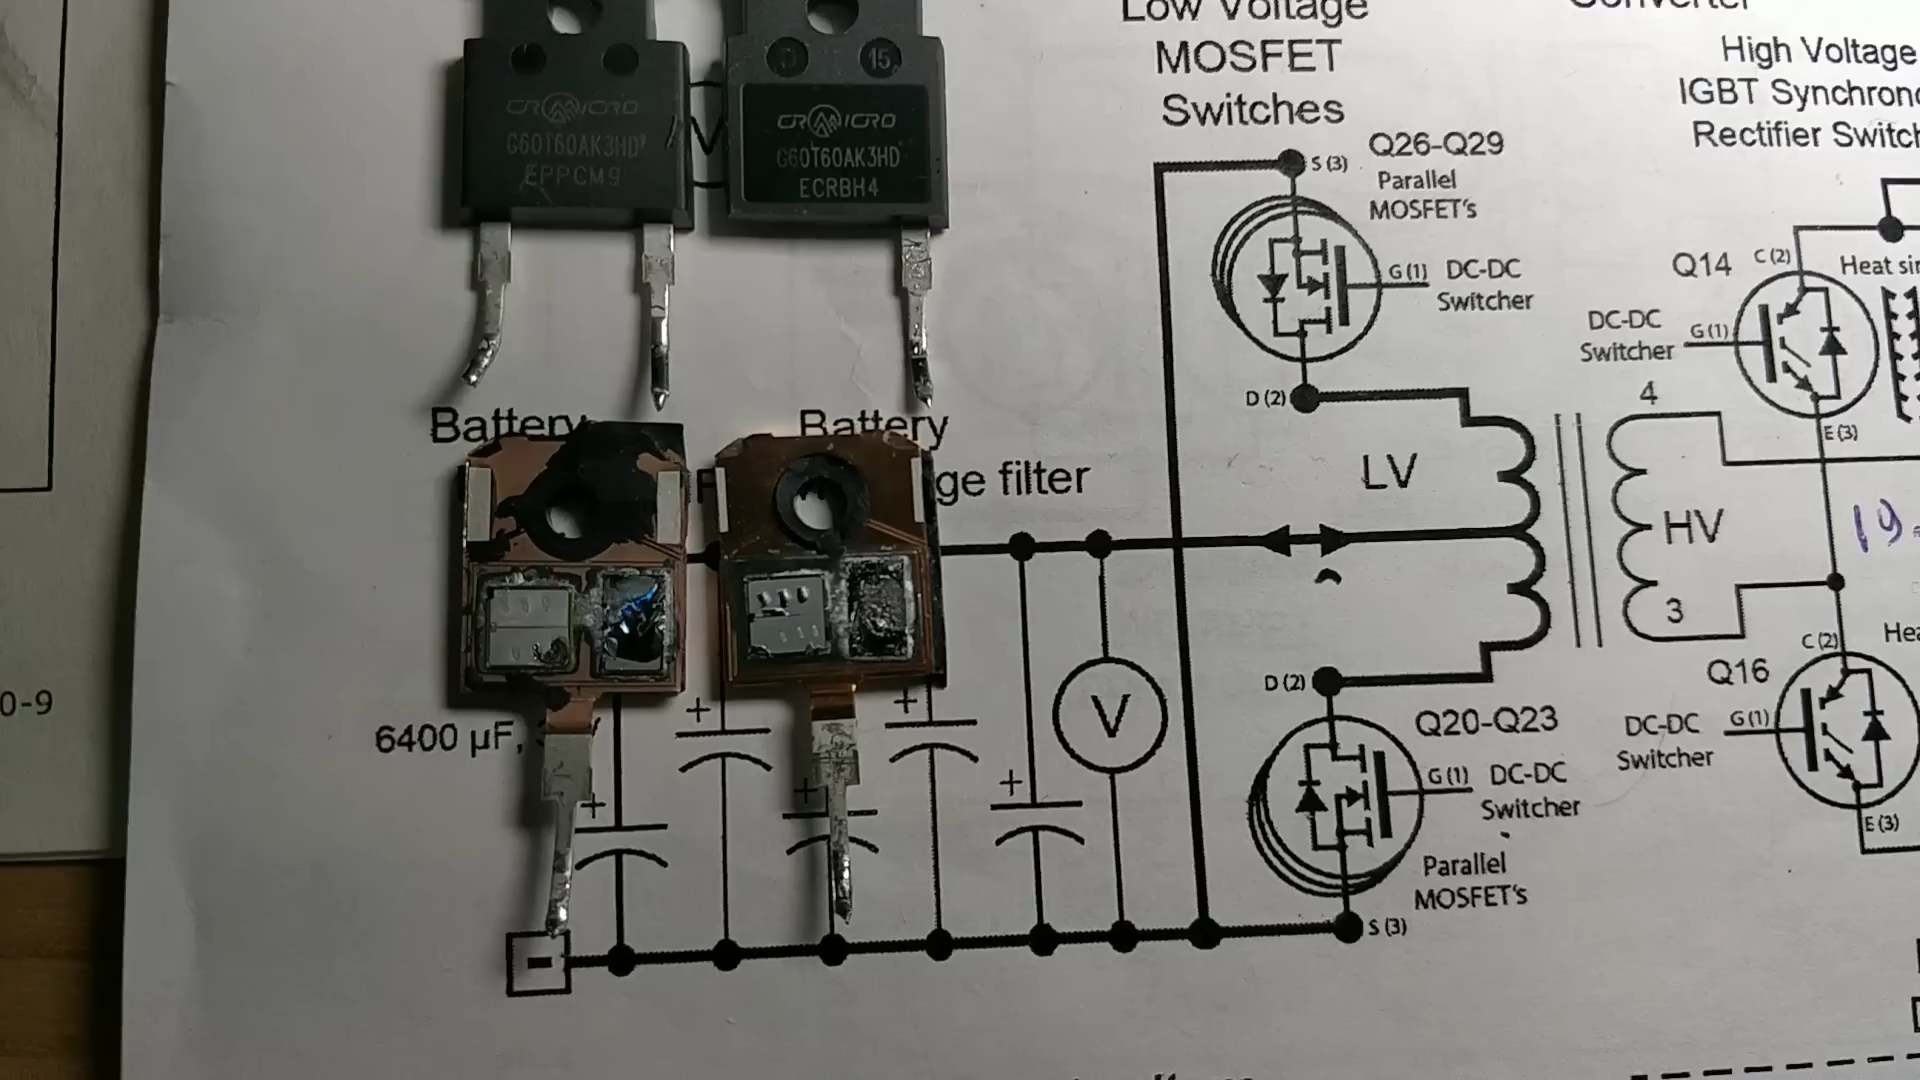 Low Voltage
MOSFET
Switches
Converter
High Voltage
IGBT Synchrono
Rectifier Switch
D 15
CRMICRO
G60T60AK3HD
EPPCM9
CRMICRO
G60T60AK3HD
ECRBH4
V
Q26-Q29
Parallel
MOSFET's
S (3)
G (1)
DC-DC
Switcher
D (2)
Q14
C (2)
Heat sin
DC-DC
Switcher
G (1)
E (3)
4
Battery
Battery
ge filter
LV
HV
19.
3
C (2)
Hea
Q16
DC-DC
Switcher
G (1)
E (3)
D (2)
Q20-Q23
G (1)
DC-DC
Switcher
Parallel
MOSFET's
S (3)
0-9
6400 µF,
+
+
+
+
+
V
-